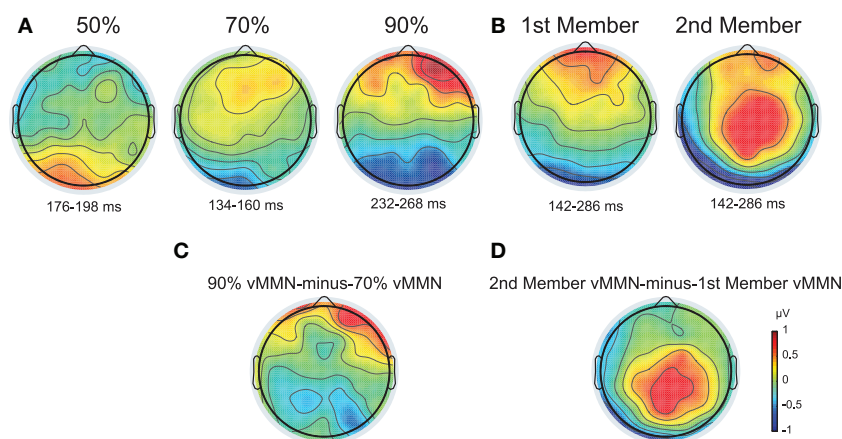 A 50% 70% 90% B 1st Member 2nd Member
176-198 ms 134-160 ms 232-268 ms 142-286 ms 142-286 ms
C D
90% vMMN-minus-70% vMMN 2nd Member vMMN-minus-1st Member vMMN
µV
1
0.5
0
-0.5
-1